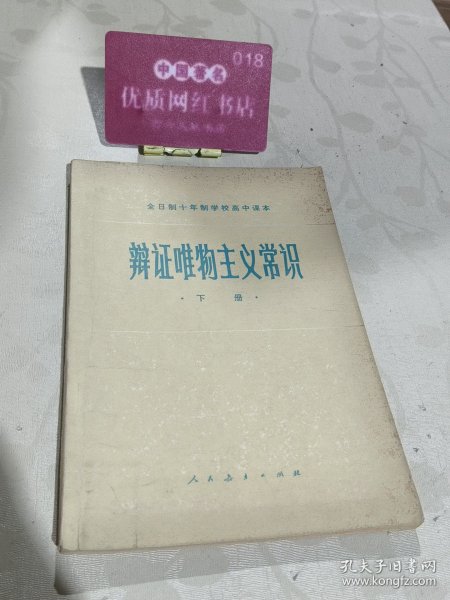 018
中国著名
优质网红书店
全日制十年制学校高中课本
辩证唯物主义常识
·下册·
人民教育出版社
孔夫子旧书网
www.kongfz.com